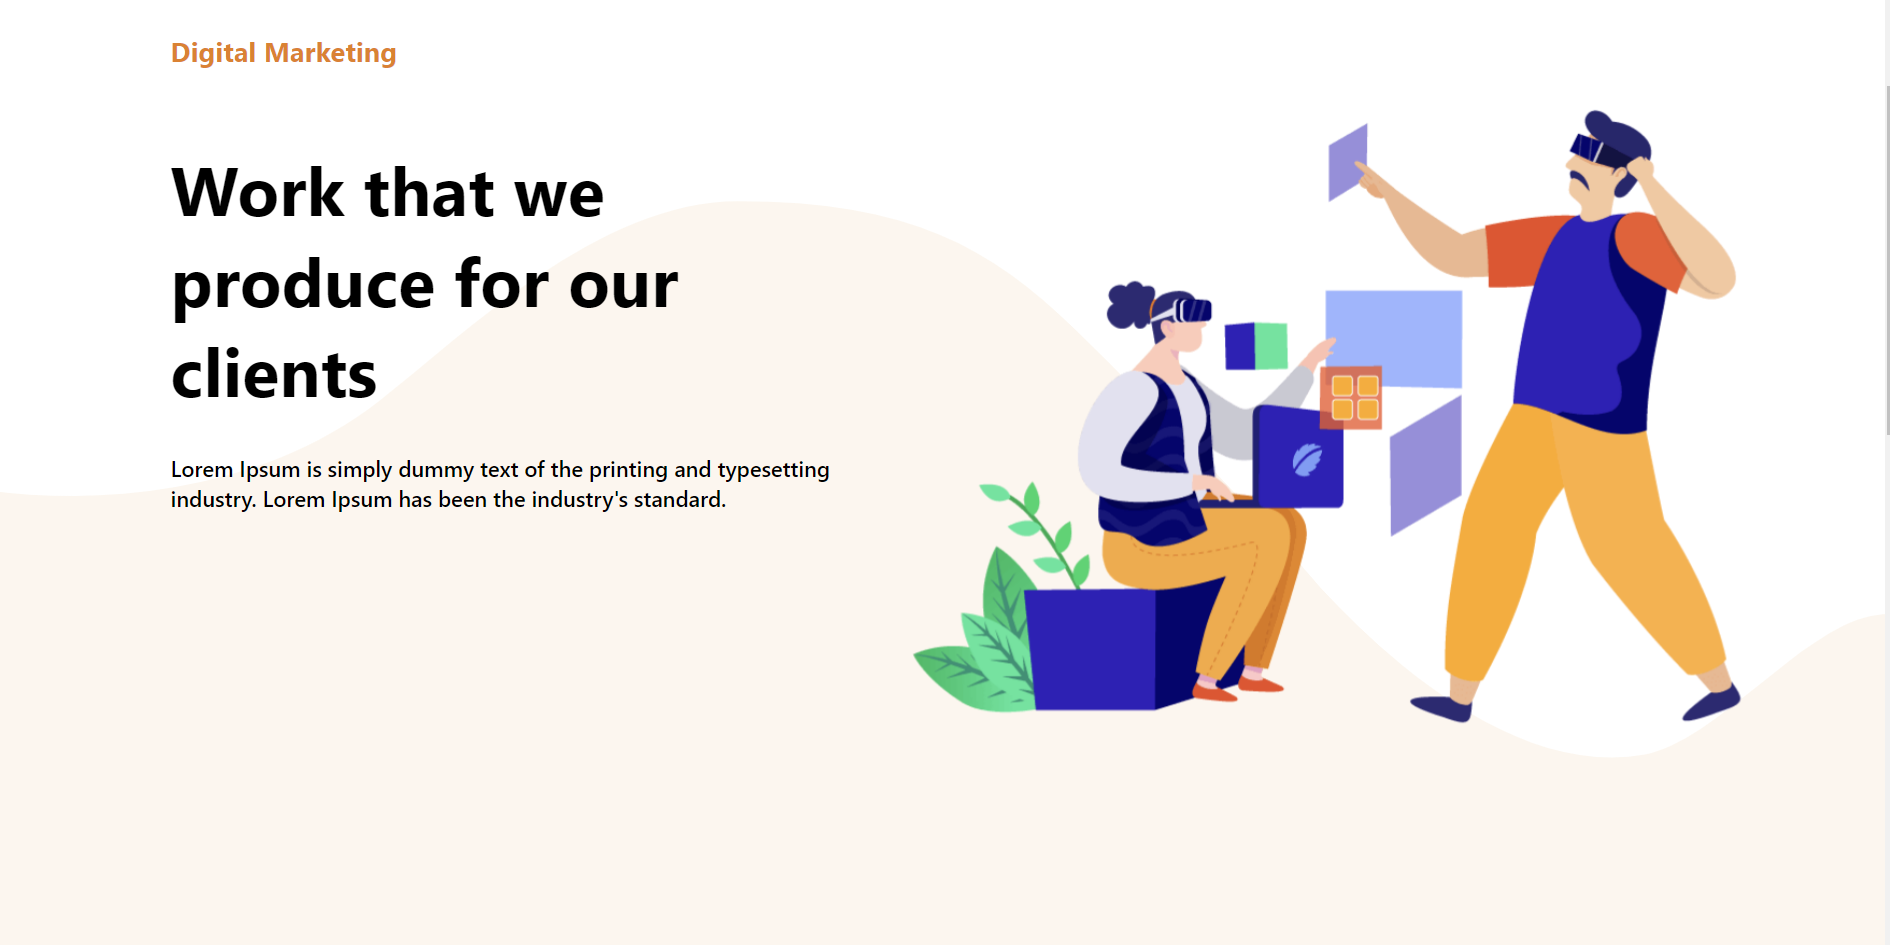 Digital Marketing
Work that we
produce for our
clients
Lorem Ipsum is simply dummy text of the printing and typesetting
industry. Lorem Ipsum has been the industry's standard.